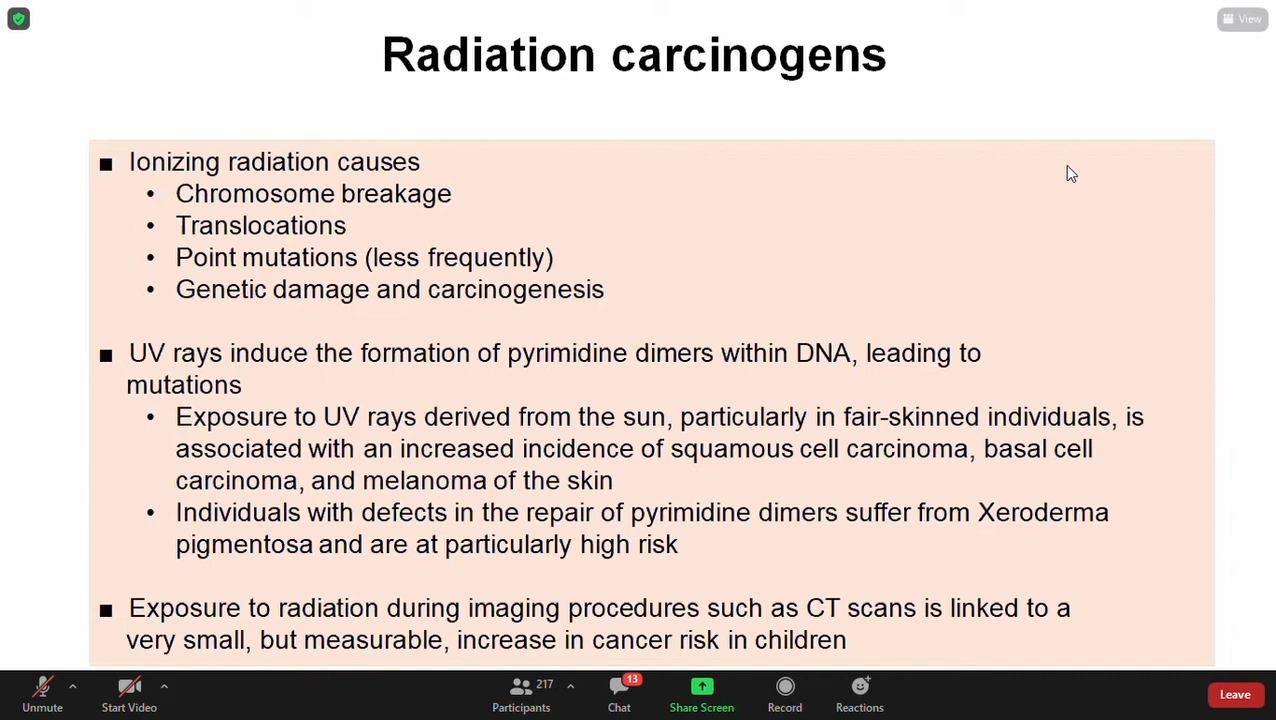 View
Radiation carcinogens
■ Ionizing radiation causes
• Chromosome breakage
• Translocations
• Point mutations (less frequently)
• Genetic damage and carcinogenesis
■ UV rays induce the formation of pyrimidine dimers within DNA, leading to
mutations
• Exposure to UV rays derived from the sun, particularly in fair-skinned individuals, is
associated with an increased incidence of squamous cell carcinoma, basal cell
carcinoma, and melanoma of the skin
• Individuals with defects in the repair of pyrimidine dimers suffer from Xeroderma
pigmentosa and are at particularly high risk
■ Exposure to radiation during imaging procedures such as CT scans is linked to a
very small, but measurable, increase in cancer risk in children
217 13
Unmute Start Video Participants Chat Share Screen Record Reactions Leave